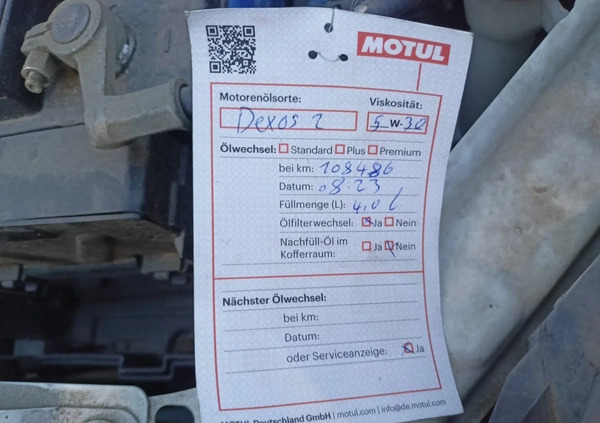 MOTUL
Motorenölsorte: Viskosität:
Dexos 2 5-W-30
Ölwechsel: Standard Plus Premium
bei km: 108486
Datum: 08.23
Füllmenge (L): 4,0 l
Ölfilterwechsel: Ja Nein
Nachfüll-Öl im
Kofferraum: Ja Nein
Nächster Ölwechsel:
bei km:
Datum:
oder Serviceanzeige: Ja
MOTUL Deutschland GmbH | motul.com | info@de.motul.com